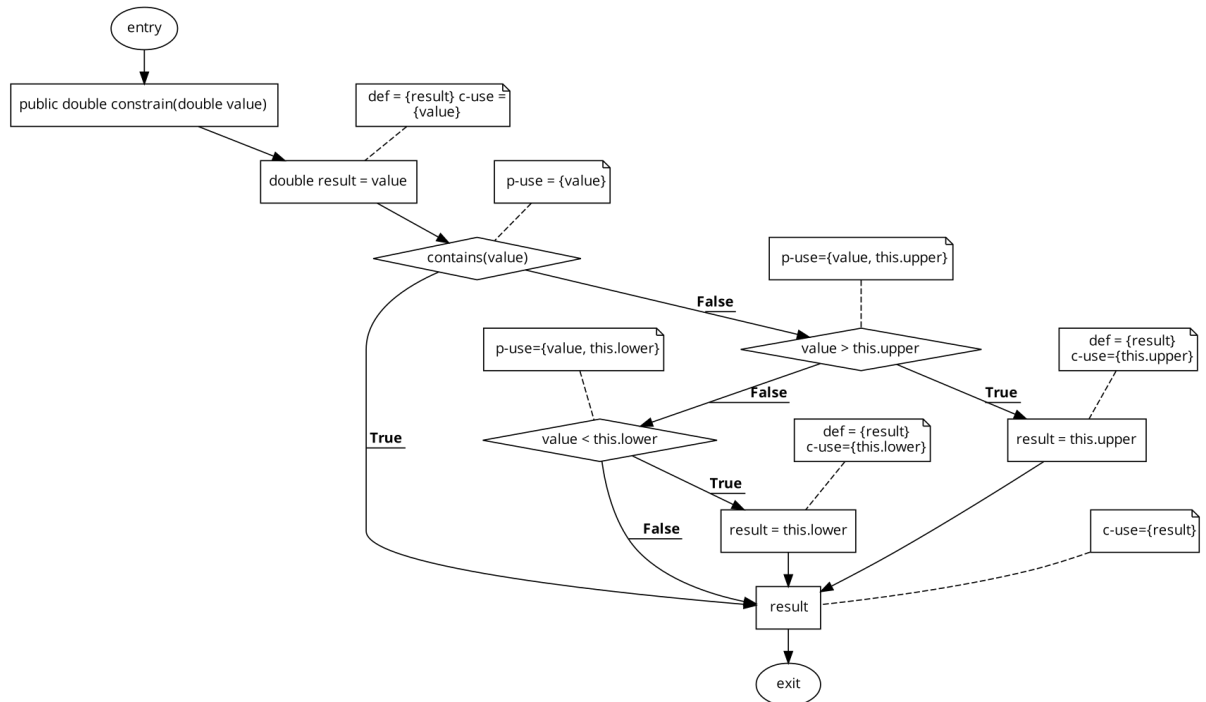 entry
public double constrain(double value)
def = {result} c-use =
{value}
double result = value
p-use = {value}
contains(value)
p-use={value, this.upper}
False
p-use={value, this.lower}
value > this.upper
def = {result}
c-use={this.upper}
False
True
True
value < this.lower
def = {result}
c-use={this.lower}
result = this.upper
True
False
result = this.lower
c-use={result}
result
exit